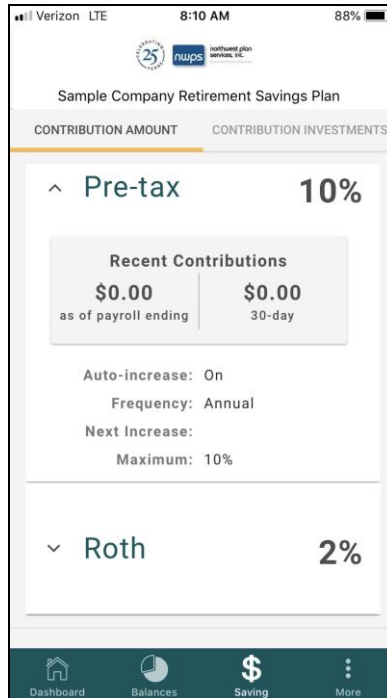 Verizon LTE 8:10 AM 88%
CELEBRATING
25
YEARS
nwps northwest plan
services, inc.
Sample Company Retirement Savings Plan
CONTRIBUTION AMOUNT CONTRIBUTION INVESTMENTS
Pre-tax 10%
Recent Contributions
$0.00 $0.00
as of payroll ending 30-day
Auto-increase: On
Frequency: Annual
Next Increase:
Maximum: 10%
Roth 2%
Dashboard Balances Saving More